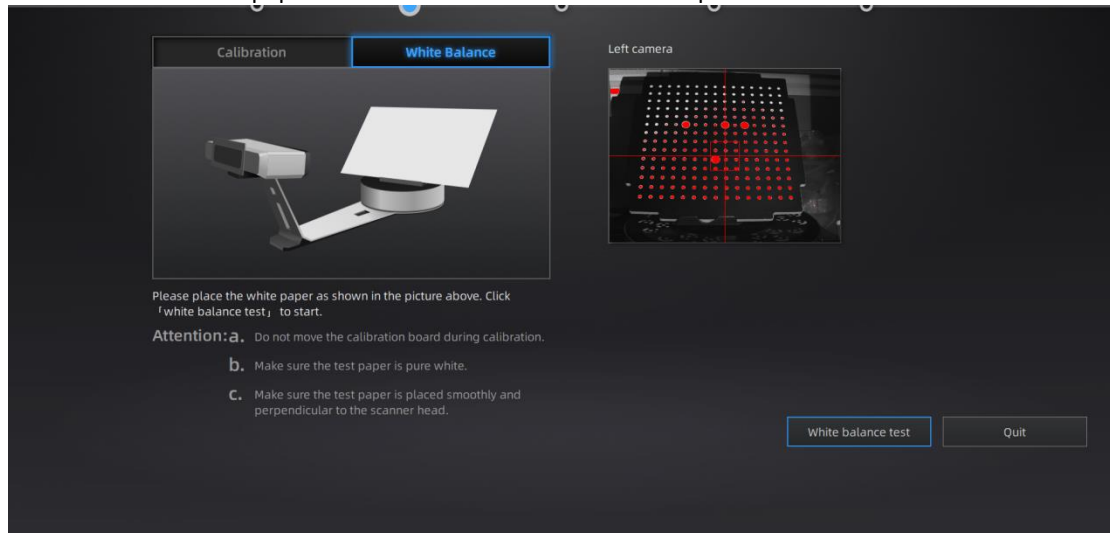 Calibration
White Balance
Left camera
Please place the white paper as shown in the picture above. Click
「white balance test」 to start.
Attention:a. Do not move the calibration board during calibration.
b. Make sure the test paper is pure white.
c. Make sure the test paper is placed smoothly and
perpendicular to the scanner head.
White balance test
Quit